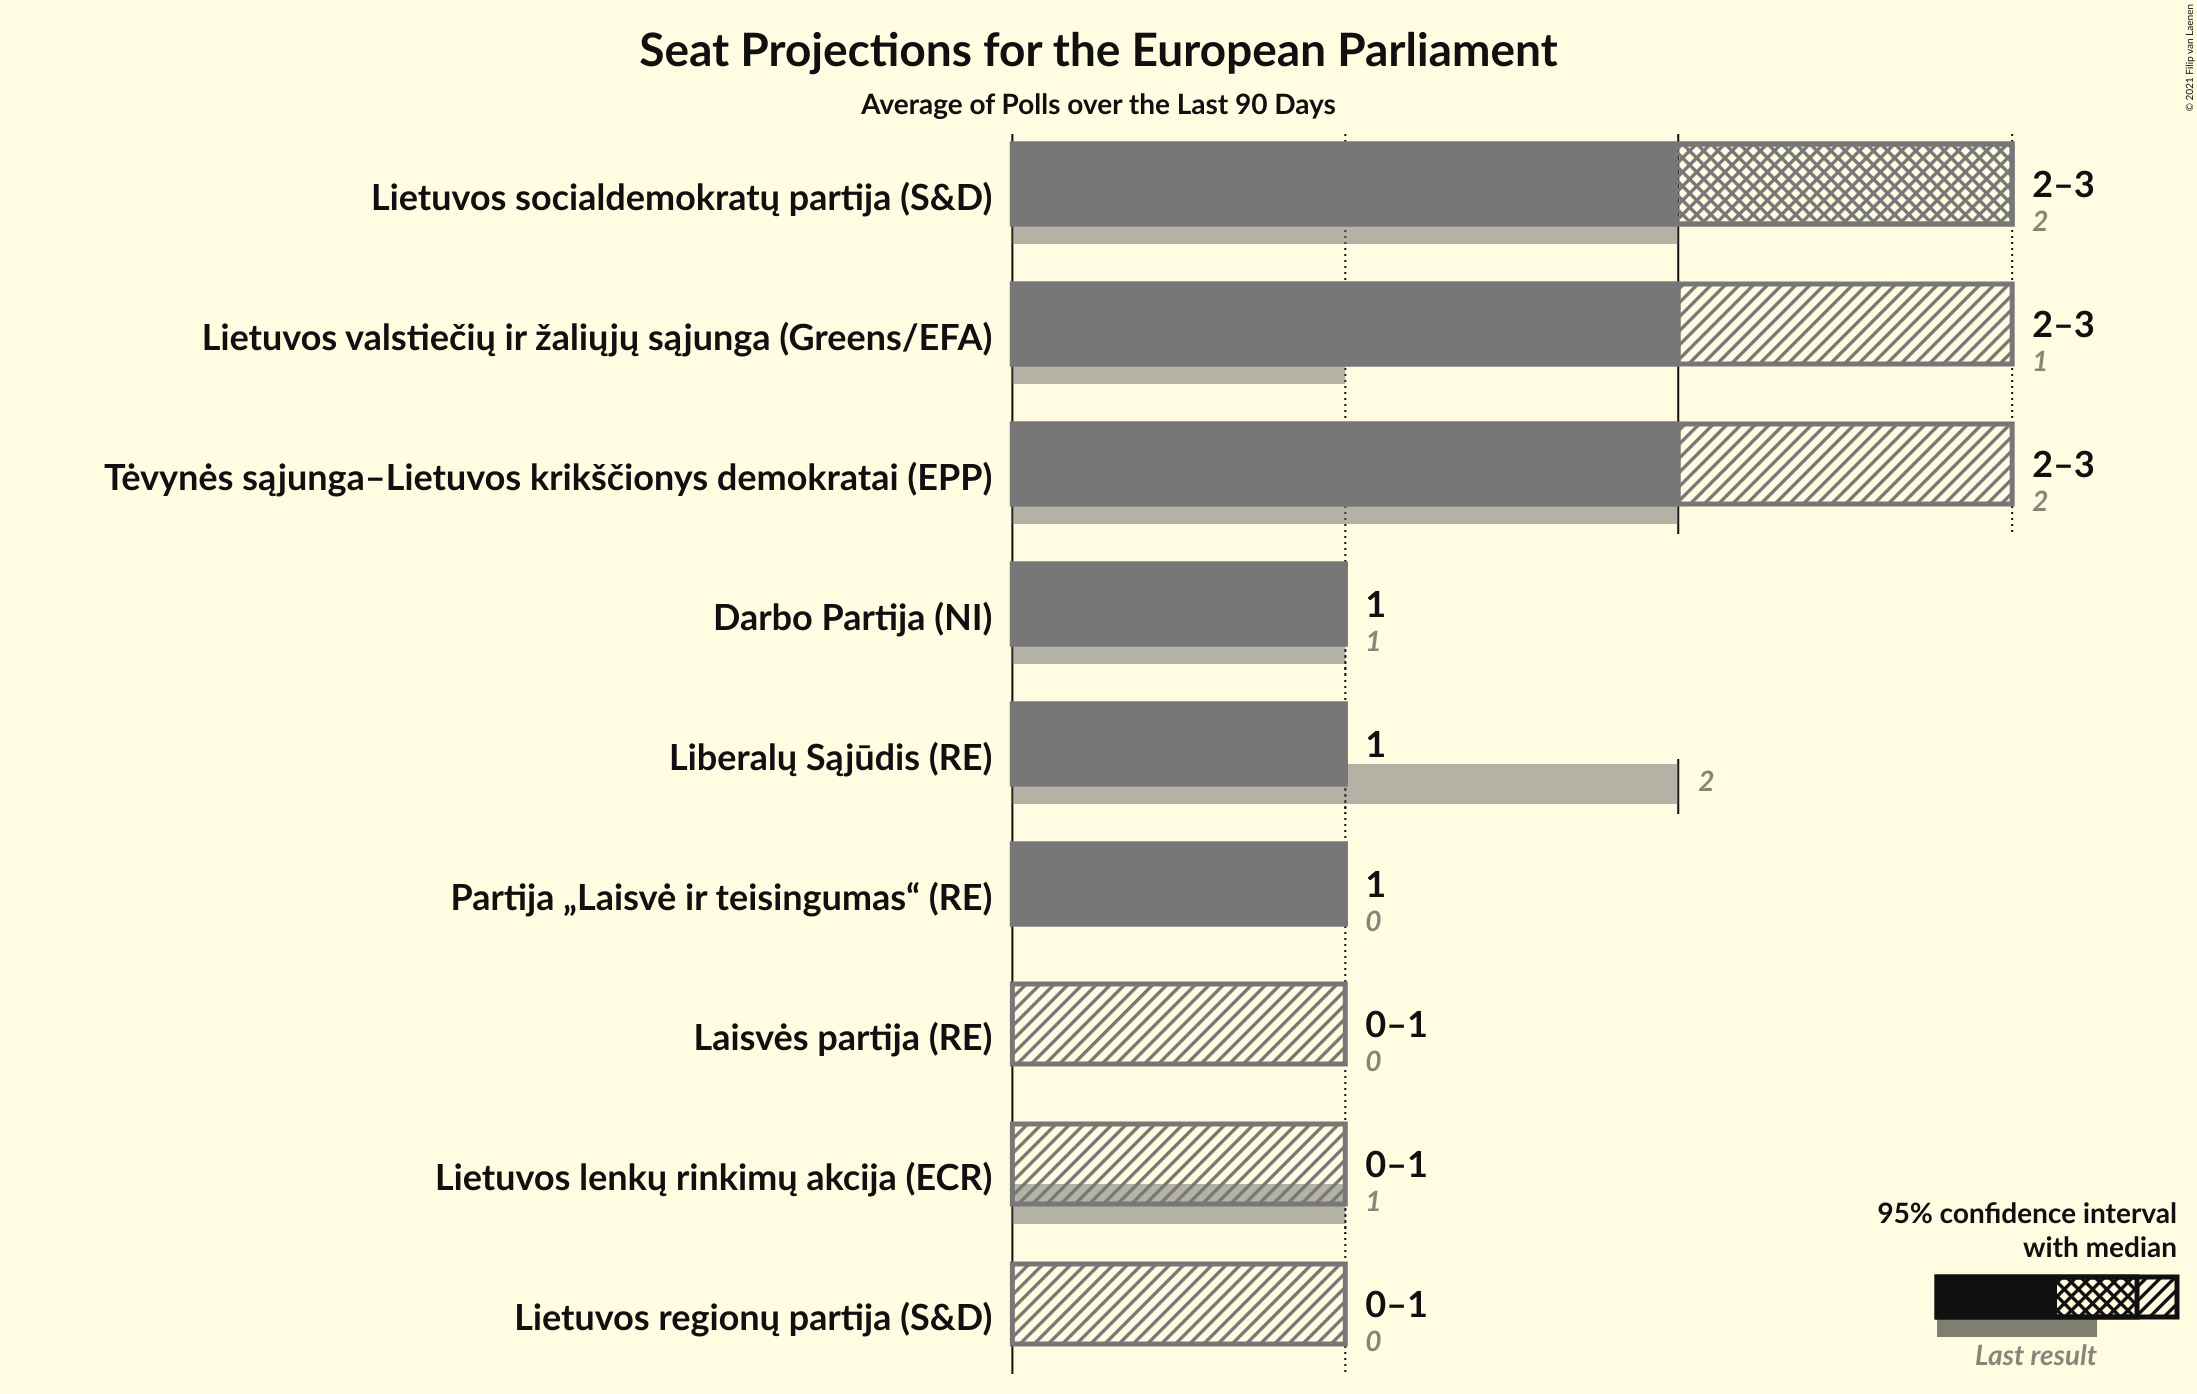 Seat Projections for the European Parliament
Average of Polls over the Last 90 Days
© 2021 Filip van Laenen
Lietuvos socialdemokratų partija (S&D)
2–3
2
Lietuvos valstiečių ir žaliųjų sąjunga (Greens/EFA)
2–3
1
Tėvynės sąjunga–Lietuvos krikščionys demokratai (EPP)
2–3
2
Darbo Partija (NI)
1
1
Liberalų Sąjūdis (RE)
1
2
Partija „Laisvė ir teisingumas“ (RE)
1
0
Laisvės partija (RE)
0–1
0
Lietuvos lenkų rinkimų akcija (ECR)
0–1
1
Lietuvos regionų partija (S&D)
0–1
0
95% confidence interval
with median
Last result